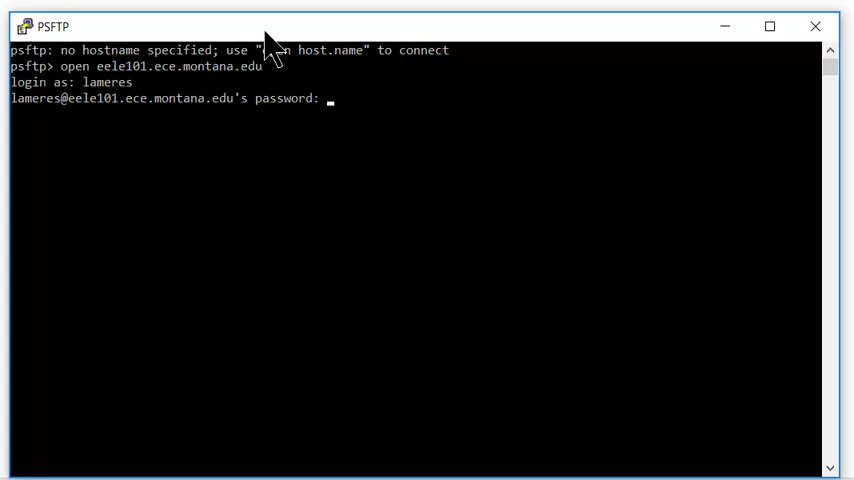 PSFTP
psftp: no hostname specified; use " n host.name" to connect
psftp> open eele101.ece.montana.edu
login as: lameres
lameres@eele101.ece.montana.edu's password: